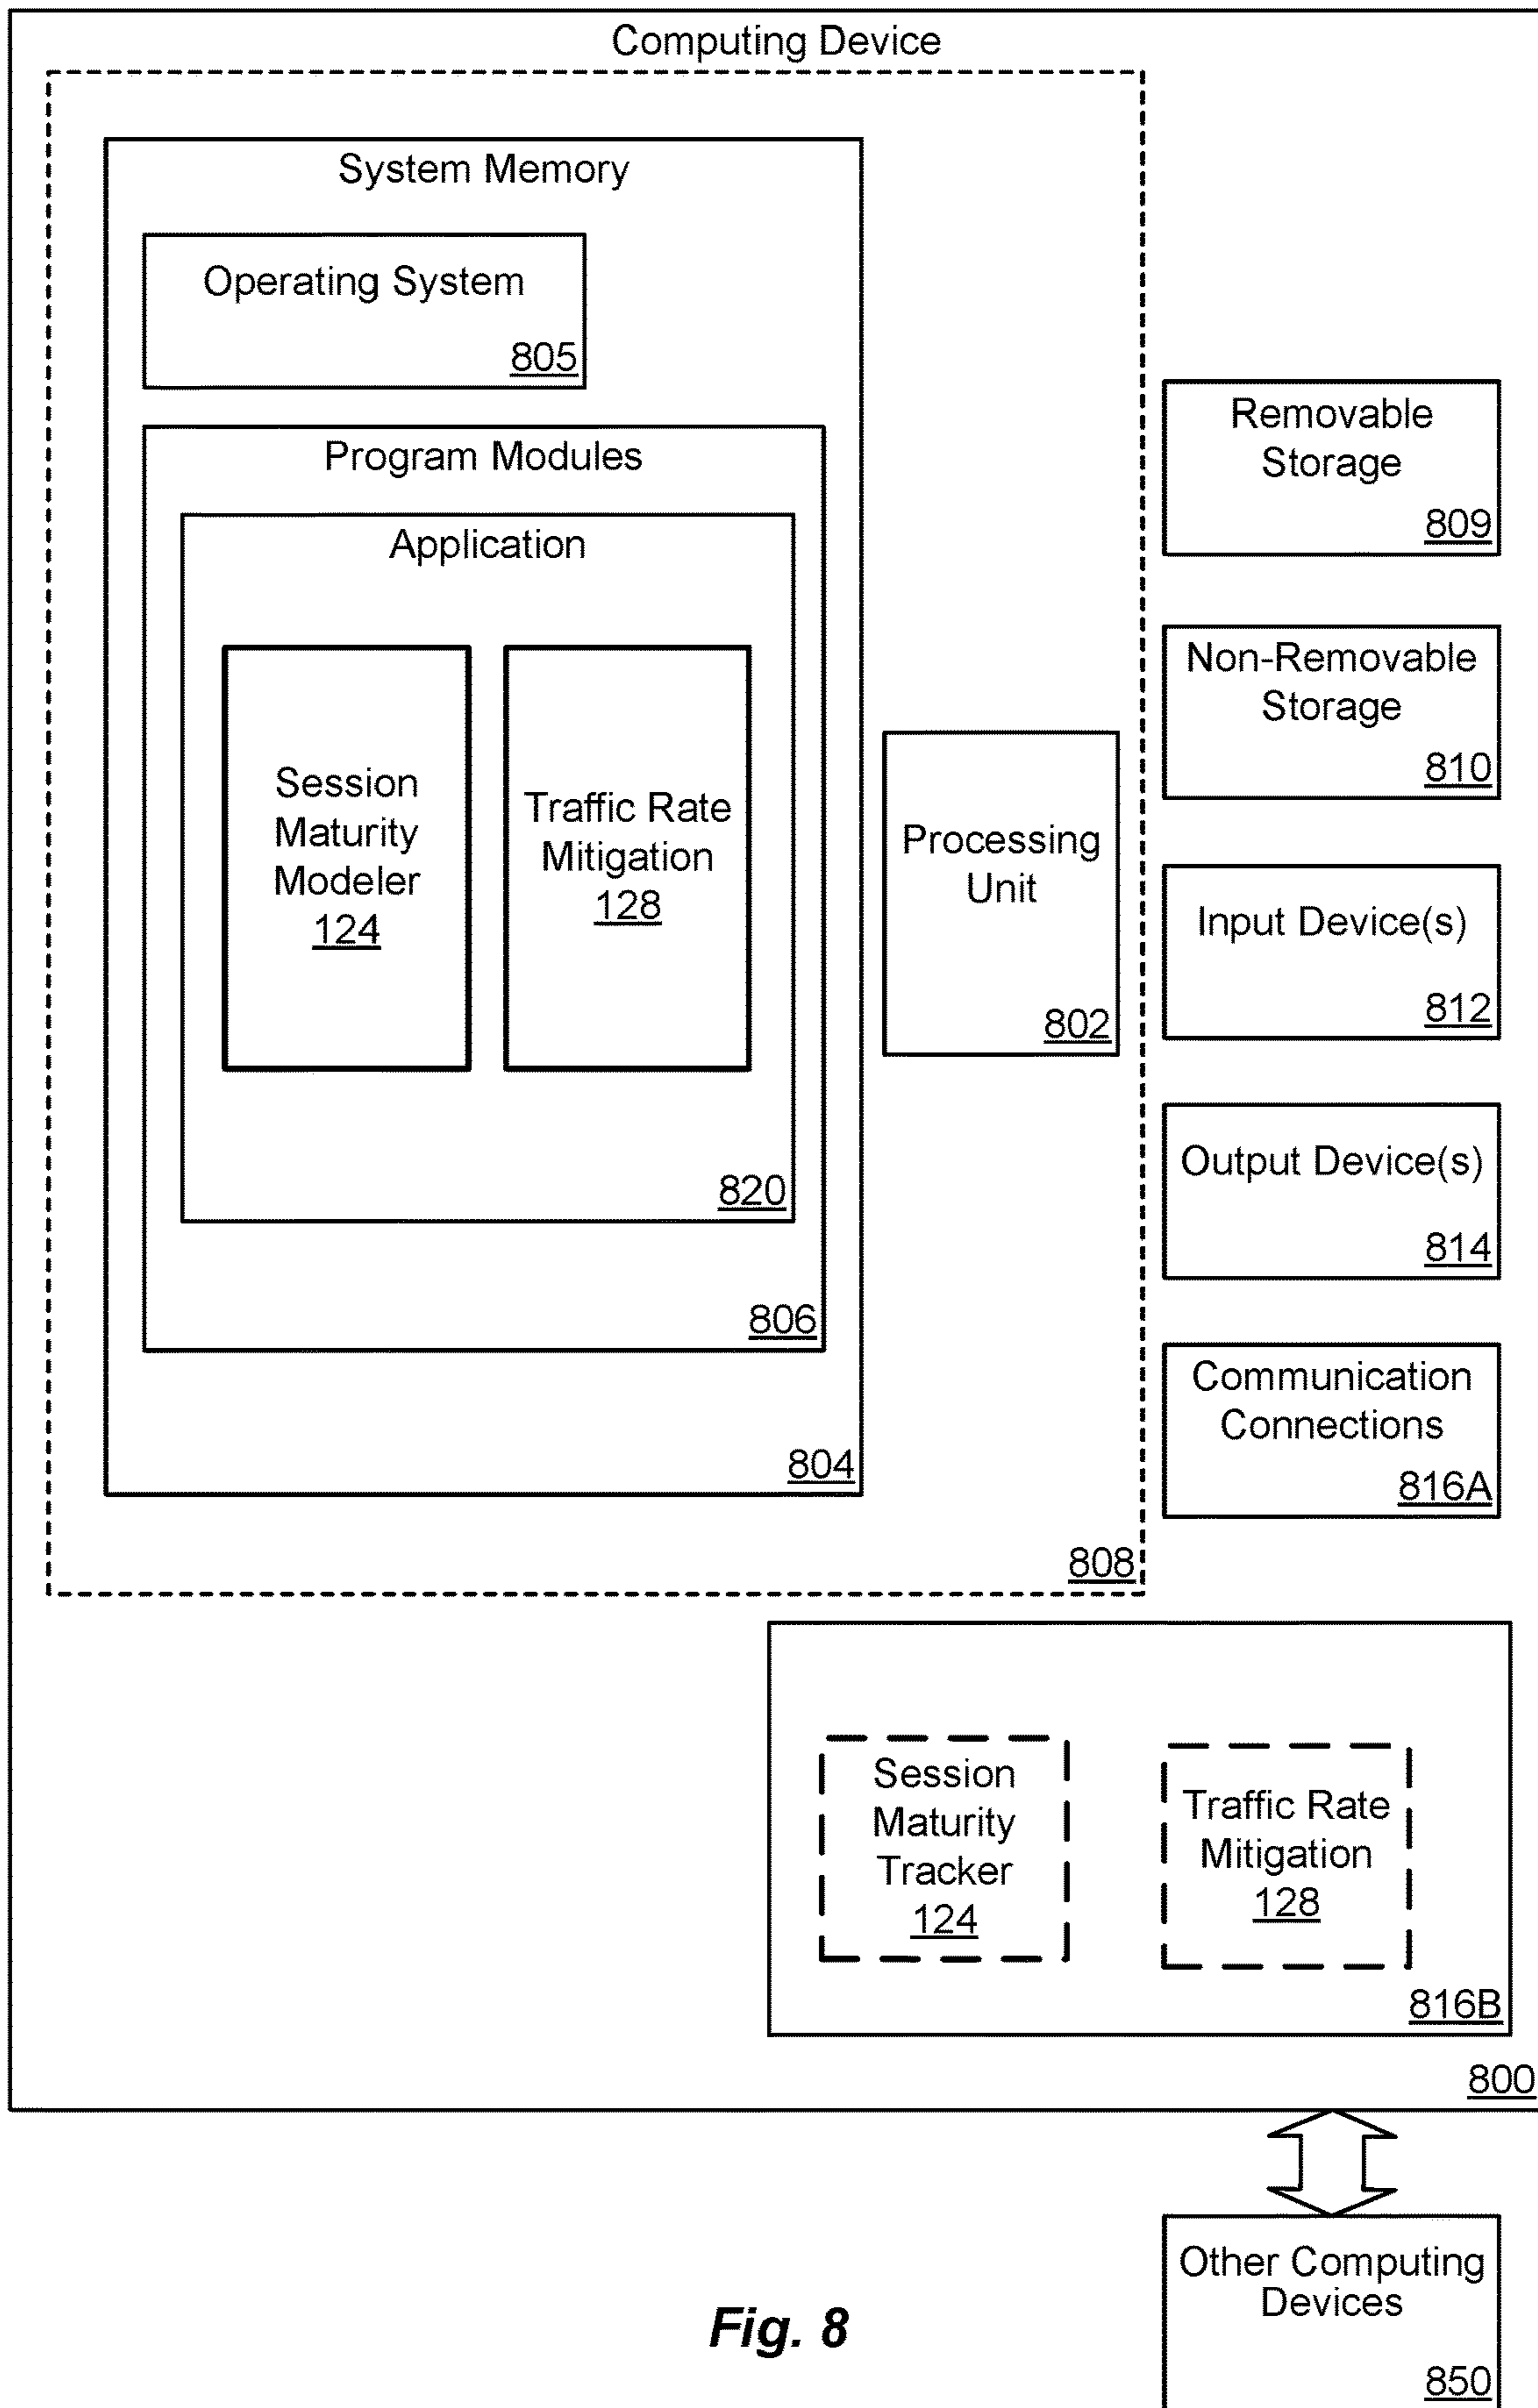 Computing Device
System Memory
Operating System
805
Program Modules
Application
Session
Maturity
Modeler
124
Traffic Rate
Mitigation
128
820
806
804
Processing
Unit
802
808
Removable
Storage
809
Non-Removable
Storage
810
Input Device(s)
812
Output Device(s)
814
Communication
Connections
816A
Session
Maturity
Tracker
124
Traffic Rate
Mitigation
128
816B
800
Other Computing
Devices
850
Fig. 8